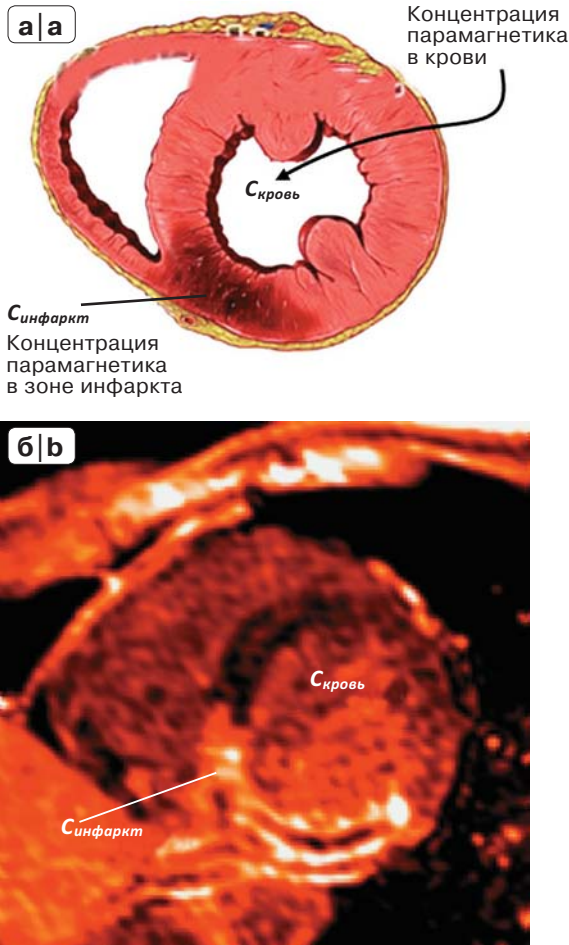 а|a
Концентрация
парамагнетика
в крови
Cкровь
Cинфаркт
Концентрация
парамагнетика
в зоне инфаркта
б|b
Cкровь
Cинфаркт